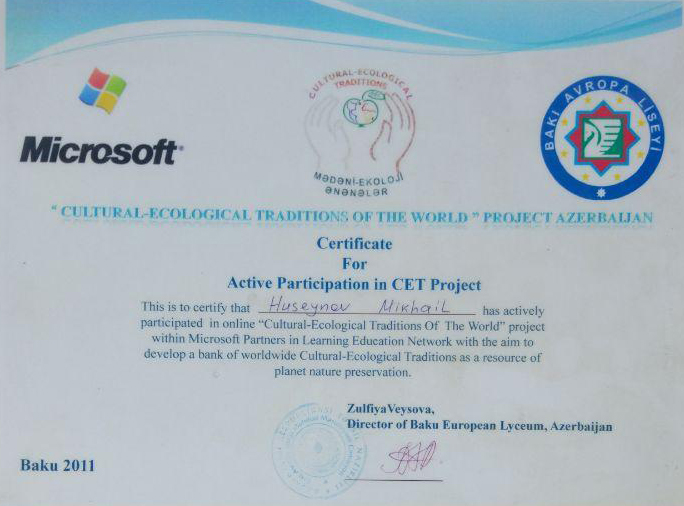 CULTURAL-ECOLOGICAL
TRADITIONS
MƏDƏNİ-EKOLOJİ
ƏNƏNƏLƏR
Microsoft®
BAKI AVROPA LİSEYİ
“ CULTURAL-ECOLOGICAL TRADITIONS OF THE WORLD ” PROJECT AZERBAIJAN
Certificate
For
Active Participation in CET Project
This is to certify that Huseynov Mikhail has actively
participated in online “Cultural-Ecological Traditions Of The World” project
within Microsoft Partners in Learning Education Network with the aim to
develop a bank of worldwide Cultural-Ecological Traditions as a resource of
planet nature preservation.
ZulfiyaVeysova,
Director of Baku European Lyceum, Azerbaijan
Baku 2011